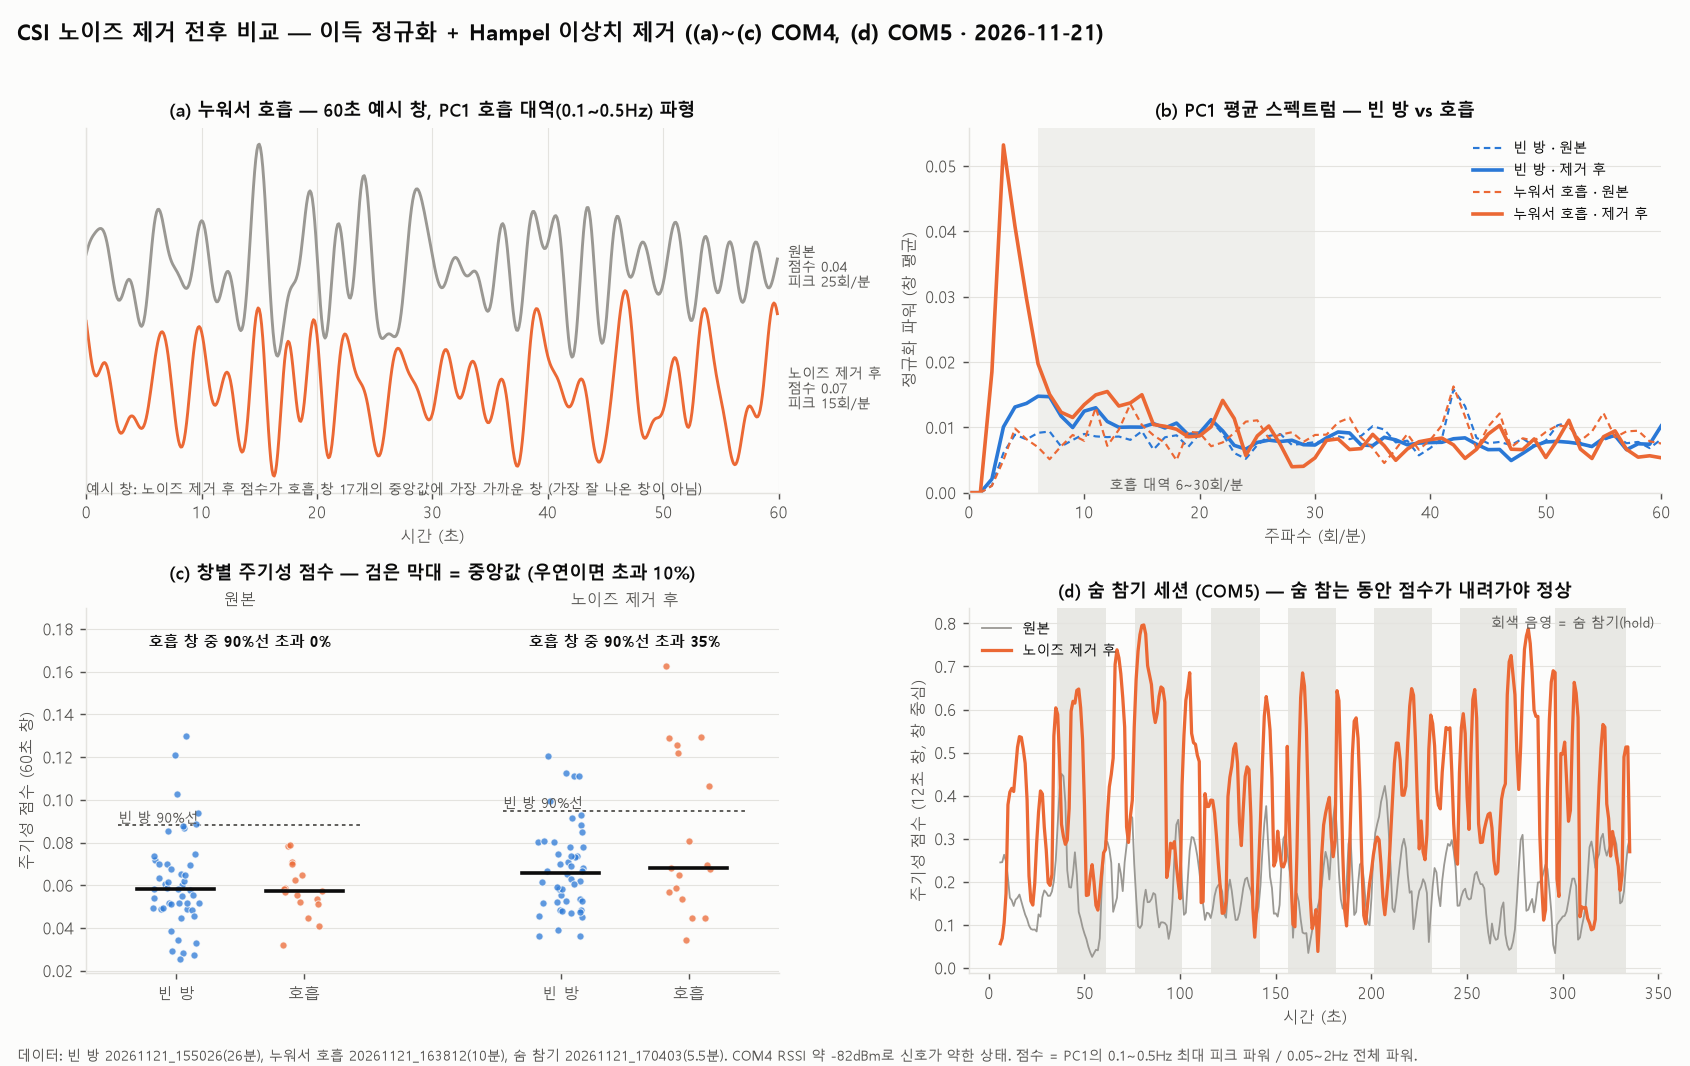 CSI 노이즈 제거 전후 비교 — 이득 정규화 + Hampel 이상치 제거 ((a)~(c) COM4, (d) COM5 · 2026-11-21)
(a) 누워서 호흡 — 60초 예시 창, PC1 호흡 대역(0.1~0.5Hz) 파형
원본
점수 0.04
피크 25회/분
노이즈 제거 후
점수 0.07
피크 15회/분
예시 창: 노이즈 제거 후 점수가 호흡 창 17개의 중앙값에 가장 가까운 창 (가장 잘 나온 창이 아님)
0 10 20 30 40 50 60
시간 (초)
(b) PC1 평균 스펙트럼 — 빈 방 vs 호흡
빈 방 · 원본
빈 방 · 제거 후
누워서 호흡 · 원본
누워서 호흡 · 제거 후
정규화 파워 (창 평균)
0.05
0.04
0.03
0.02
0.01
0.00
호흡 대역 6~30회/분
0 10 20 30 40 50 60
주파수 (회/분)
(c) 창별 주기성 점수 — 검은 막대 = 중앙값 (우연이면 초과 10%)
원본 노이즈 제거 후
호흡 창 중 90%선 초과 0% 호흡 창 중 90%선 초과 35%
주기성 점수 (60초 창)
0.18
0.16
0.14
0.12
0.10
0.08
0.06
0.04
0.02
빈 방 90%선 빈 방 90%선
빈 방 호흡 빈 방 호흡
(d) 숨 참기 세션 (COM5) — 숨 참는 동안 점수가 내려가야 정상
원본
노이즈 제거 후
회색 음영 = 숨 참기(hold)
주기성 점수 (12초 창, 창 중심)
0.8
0.7
0.6
0.5
0.4
0.3
0.2
0.1
0.0
0 50 100 150 200 250 300 350
시간 (초)
데이터: 빈 방 20261121_155026(26분), 누워서 호흡 20261121_163812(10분), 숨 참기 20261121_170403(5.5분). COM4 RSSI 약 -82dBm로 신호가 약한 상태. 점수 = PC1의 0.1~0.5Hz 최대 피크 파워 / 0.05~2Hz 전체 파워.